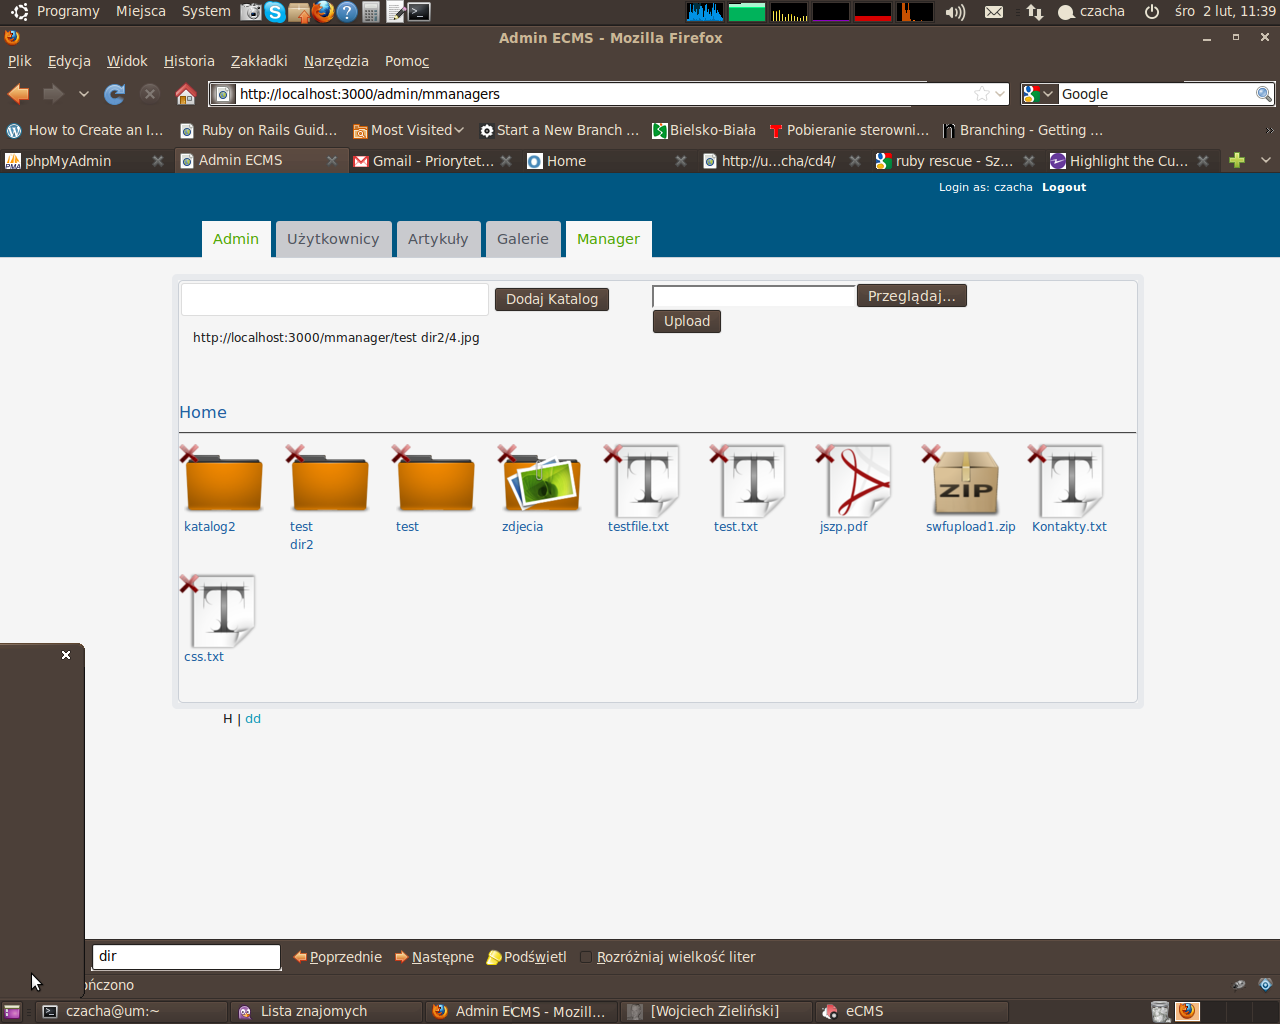 Programy Miejsca System czacha śro 2 lut, 11:39
Admin ECMS - Mozilla Firefox
Plik Edycja Widok Historia Zakładki Narzędzia Pomoc
http://localhost:3000/admin/mmanagers Google
How to Create an I... Ruby on Rails Guid... Most Visited Start a New Branch ... Bielsko-Biała Pobieranie sterowni... Branching - Getting ...
phpMyAdmin Admin ECMS Gmail - Priorytet... Home http://u...cha/cd4/ ruby rescue - Sz... Highlight the Cu...
Login as: czacha Logout
Admin Użytkownicy Artykuły Galerie Manager
Dodaj Katalog Przeglądaj...
Upload
http://localhost:3000/mmanager/test dir2/4.jpg
Home
ZIP
katalog2 test dir2 test zdjecia testfile.txt test.txt jszp.pdf swfupload1.zip Kontakty.txt
css.txt
H | dd
dir Poprzednie Następne Podświetl Rozróżniaj wielkość liter
ończono
czacha@um:~ Lista znajomych Admin ECMS - Mozill... [Wojciech Zieliński] eCMS